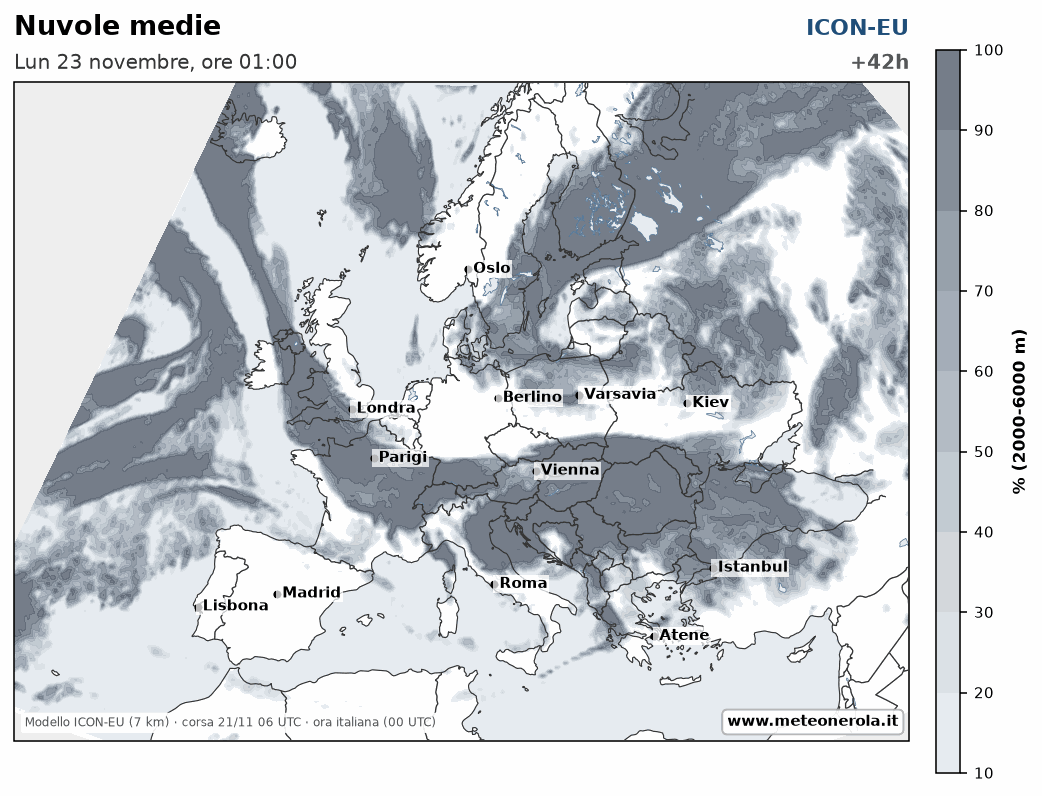 Nuvole medie
ICON-EU
Lun 23 novembre, ore 01:00
+42h
100
90
80
70
60
50
40
30
20
10
% (2000-6000 m)
Oslo
Londra
Berlino
Varsavia
Kiev
Parigi
Vienna
Istanbul
Roma
Madrid
Lisbona
Atene
Modello ICON-EU (7 km) · corsa 21/11 06 UTC · ora italiana (00 UTC)
www.meteonerola.it